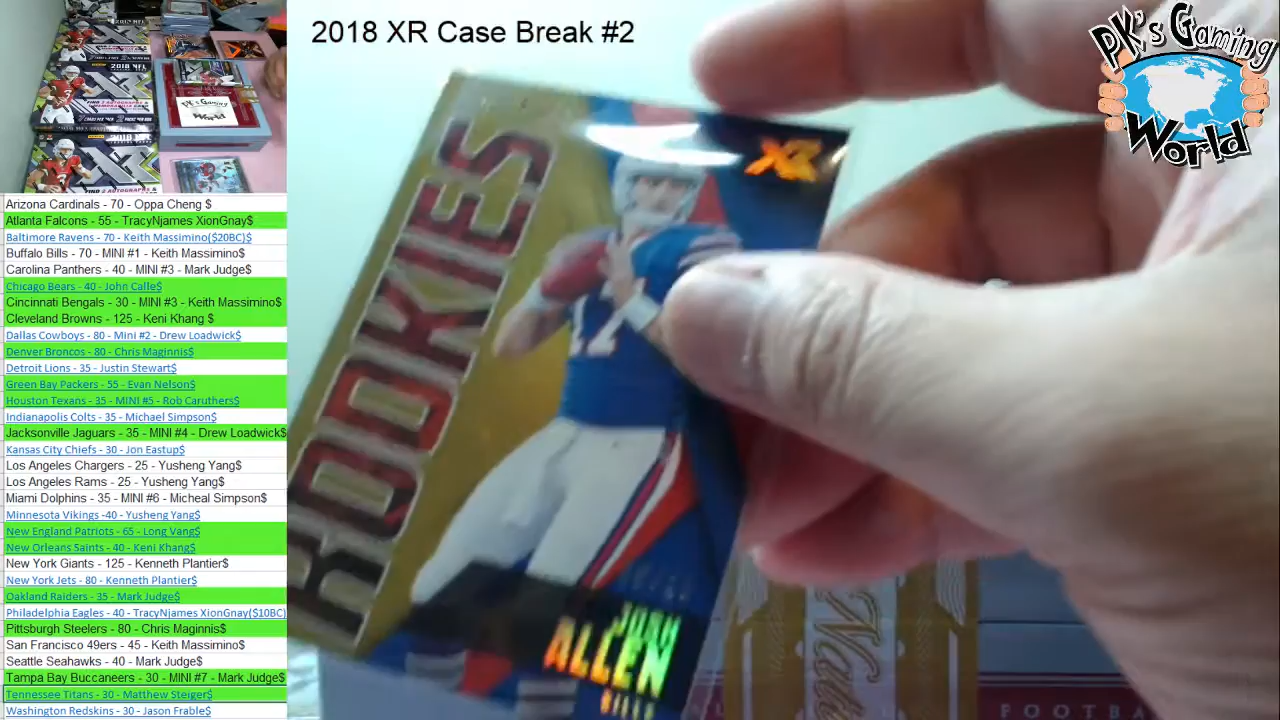 2018 XR Case Break #2
PK's Gaming
World
Arizona Cardinals - 70 - Oppa Cheng $
Atlanta Falcons - 55 - TracyNjames XionGnay$
Baltimore Ravens - 70 - Keith Massimino($20BC)$
Buffalo Bills - 70 - MINI #1 - Keith Massimino$
Carolina Panthers - 40 - MINI #3 - Mark Judge$
Chicago Bears - 40 - John Calle$
Cincinnati Bengals - 30 - MINI #3 - Keith Massimino$
Cleveland Browns - 125 - Keni Khang $
Dallas Cowboys - 80 - Mini #2 - Drew Loadwick$
Denver Broncos - 80 - Chris Maginnis$
Detroit Lions - 35 - Justin Stewart$
Green Bay Packers - 55 - Evan Nelson$
Houston Texans - 35 - MINI #5 - Rob Caruthers$
Indianapolis Colts - 35 - Michael Simpson$
Jacksonville Jaguars - 35 - MINI #4 - Drew Loadwick$
Kansas City Chiefs - 30 - Jon Eastup$
Los Angeles Chargers - 25 - Yusheng Yang$
Los Angeles Rams - 25 - Yusheng Yang$
Miami Dolphins - 35 - MINI #6 - Micheal Simpson$
Minnesota Vikings -40 - Yusheng Yang$
New England Patriots - 65 - Long Vang$
New Orleans Saints - 40 - Keni Khang$
New York Giants - 125 - Kenneth Plantier$
New York Jets - 80 - Kenneth Plantier$
Oakland Raiders - 35 - Mark Judge$
Philadelphia Eagles - 40 - TracyNjames XionGnay($10BC)
Pittsburgh Steelers - 80 - Chris Maginnis$
San Francisco 49ers - 45 - Keith Massimino$
Seattle Seahawks - 40 - Mark Judge$
Tampa Bay Buccaneers - 30 - MINI #7 - Mark Judge$
Tennessee Titans - 30 - Matthew Steiger$
Washington Redskins - 30 - Jason Frable$
ROOKIES
XR
17
JOSH
ALLEN
BILLS
FOOTBA
2018 NFL
PK's Gaming
World